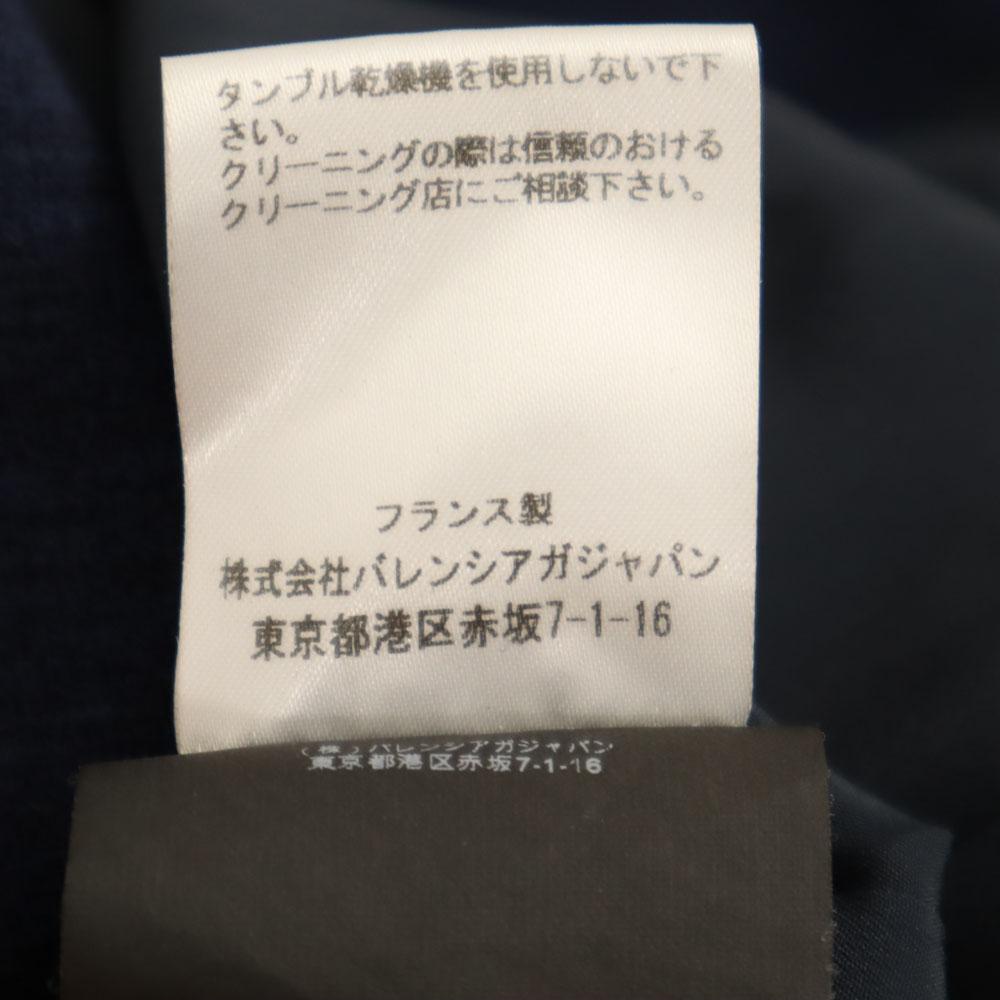 タンブル乾燥機を使用しないで下
さい。
クリーニングの際は信頼のおける
クリーニング店にご相談下さい。
フランス製
株式会社バレンシアガジャパン
東京都港区赤坂7-1-16
(株)バレンシアガジャパン
東京都港区赤坂7-1-16